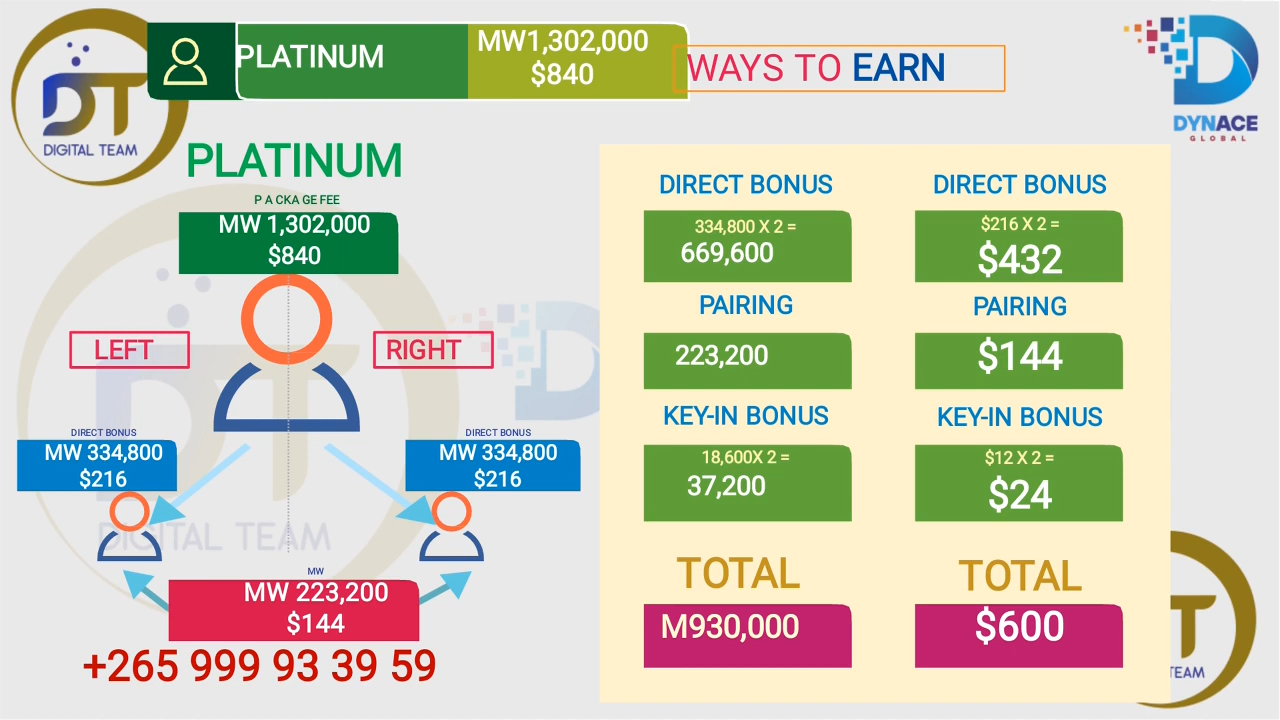 PLATINUM
MW1,302,000
$840
WAYS TO EARN
DT
DIGITAL TEAM
DYNACE
GLOBAL
PLATINUM
P A CKA GE FEE
MW 1,302,000
$840
LEFT
RIGHT
DIRECT BONUS
MW 334,800
$216
DIRECT BONUS
MW 334,800
$216
DIGITAL TEAM
MW
MW 223,200
$144
+265 999 93 39 59
DIRECT BONUS
334,800 X 2 =
669,600
PAIRING
223,200
KEY-IN BONUS
18,600X 2 =
37,200
TOTAL
M930,000
DIRECT BONUS
$216 X 2 =
$432
PAIRING
$144
KEY-IN BONUS
$12 X 2 =
$24
TOTAL
$600
T
TEAM